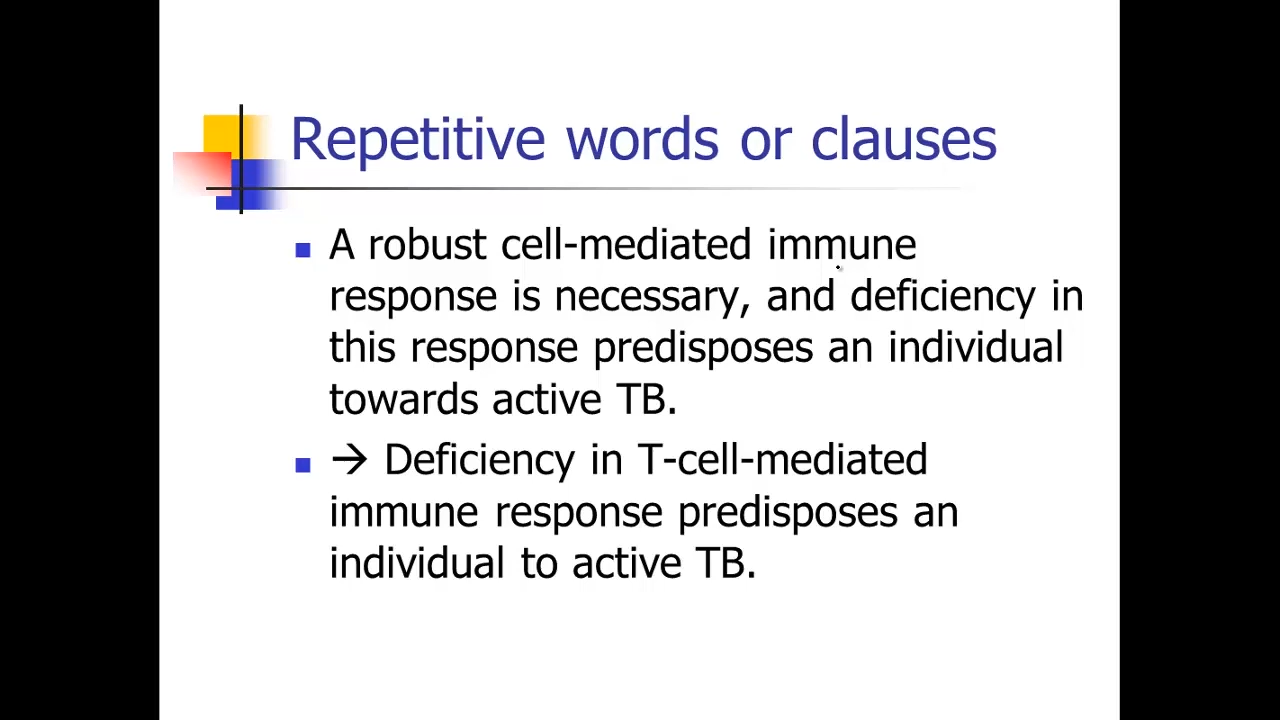 Repetitive words or clauses
A robust cell-mediated immune
response is necessary, and deficiency in
this response predisposes an individual
towards active TB.
→ Deficiency in T-cell-mediated
immune response predisposes an
individual to active TB.